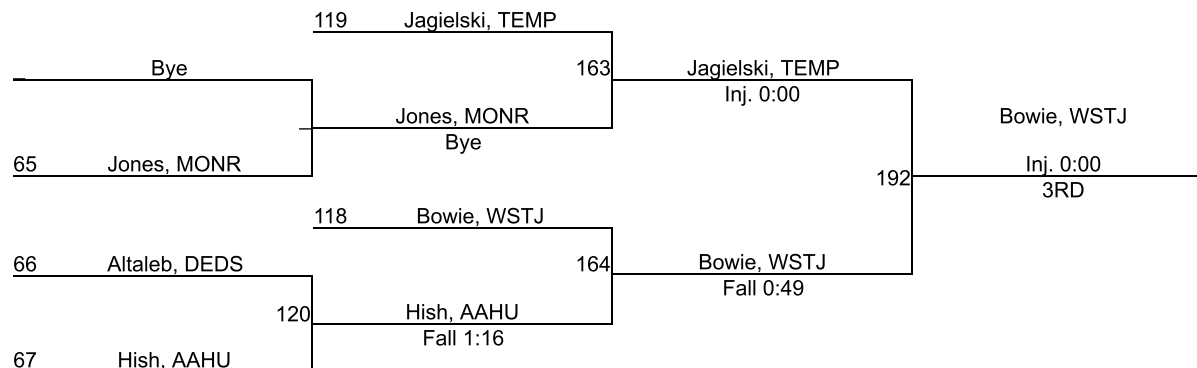 119 Jagielski, TEMP
Bye
163 Jagielski, TEMP
Inj. 0:00
Jones, MONR
Bye
Bowie, WSTJ
65 Jones, MONR
Inj. 0:00
192
3RD
118 Bowie, WSTJ
66 Altaleb, DEDS
164 Bowie, WSTJ
Fall 0:49
120 Hish, AAHU
Fall 1:16
67 Hish, AAHU